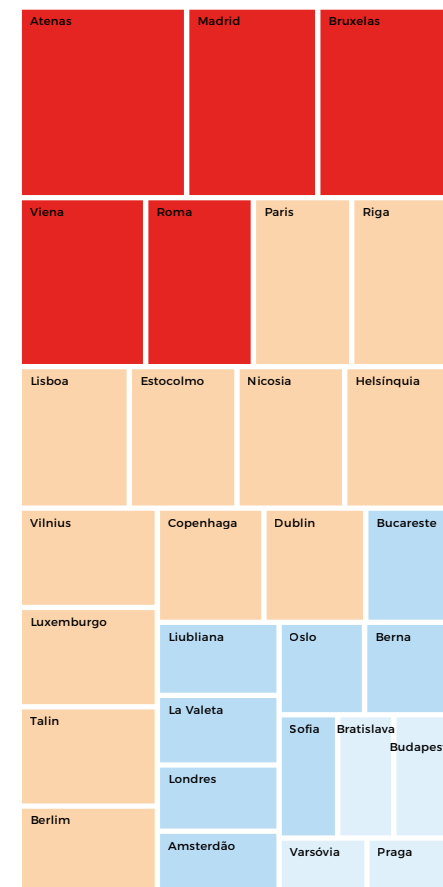 Atenas
Madrid
Bruxelas
Viena
Roma
Paris
Riga
Lisboa
Estocolmo
Nicosia
Helsínquia
Vilnius
Copenhaga
Dublin
Bucareste
Luxemburgo
Liubliana
Oslo
Berna
La Valeta
Talin
Sofia
Bratislava
Budapes
Londres
Berlim
Amsterdão
Varsóvia
Praga